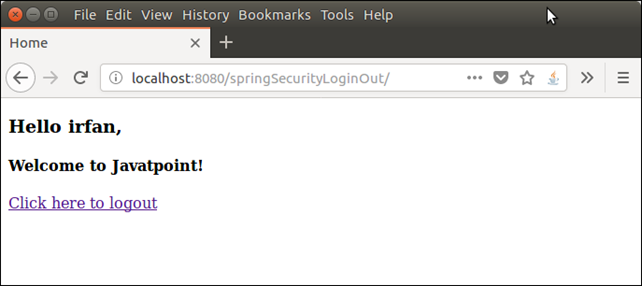 File Edit View History Bookmarks Tools Help
Home
localhost:8080/springSecurityLoginOut/
Hello irfan,
Welcome to Javatpoint!
Click here to logout